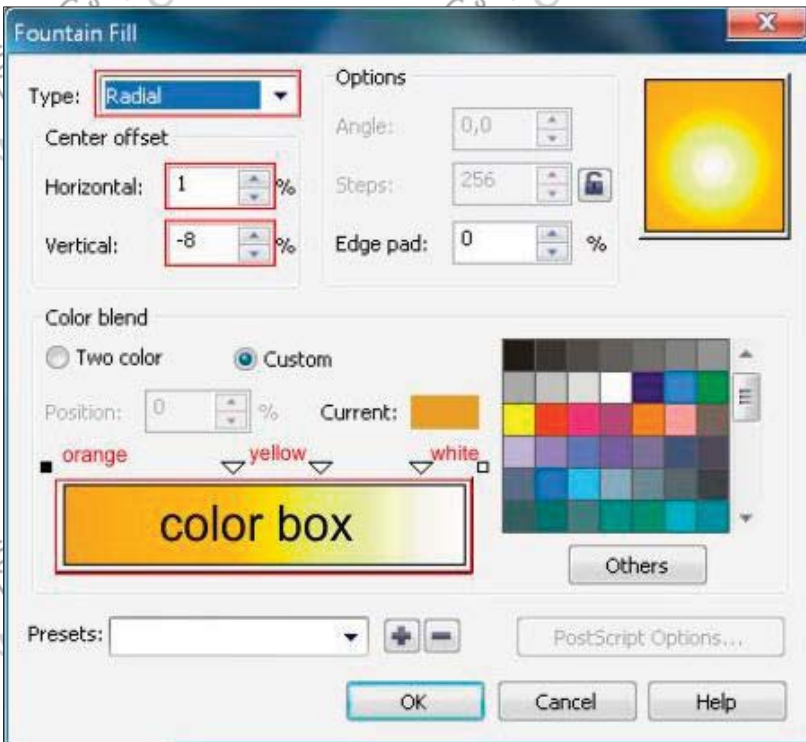 Fountain Fill
Type: Radial
Options
Center offset
Angle: 0,0
Horizontal: 1 %
Steps: 256
Vertical: -8 %
Edge pad: 0 %
Color blend
Two color Custom
Position: 0 % Current:
orange yellow white
color box
Others
Presets:
PostScript Options...
OK Cancel Help